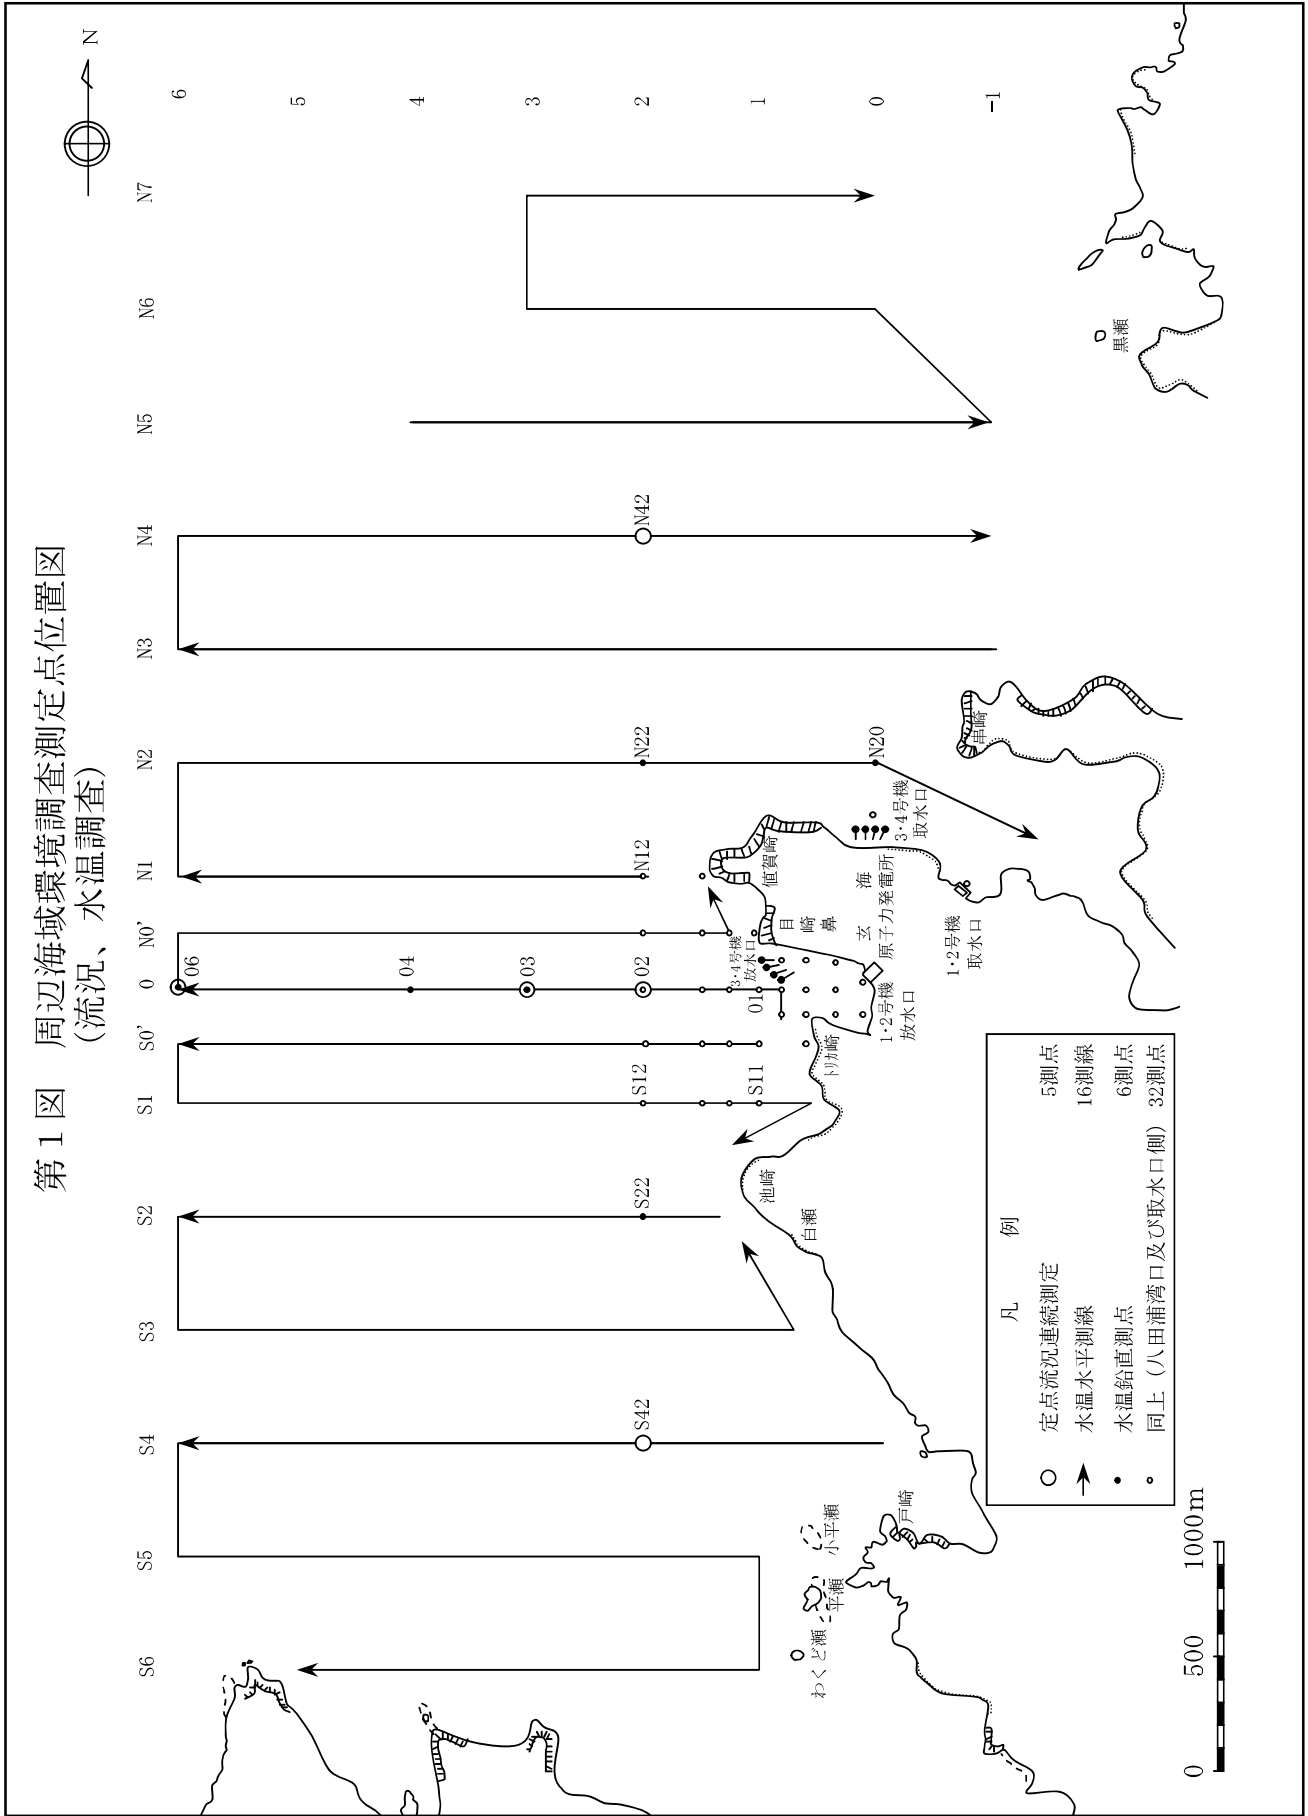 第１図　周辺海域環境調査測定点位置図
(流況、水温調査)
N
S6
S5
S4
S3
S2
S1
S0'
0
N0'
N1
N2
N3
N4
N5
N6
N7
6
5
4
3
2
1
0
-1
06
04
03
02
01
S42
S22
S12
S11
N12
N22
N20
N42
3・4号機
放水口
1・2号機
放水口
3・4号機
取水口
1・2号機
取水口
玄海
原子力発電所
値賀崎
目崎鼻
串崎
黒瀬
トリカ崎
池崎
白瀬
戸崎
小平瀬
平瀬
わくど瀬
凡　例
定点流況連続測定　5測点
水温水平測線　16測線
水温鉛直測点　6測点
同上（八田浦湾口及び取水口側）32測点
0　500　1000m